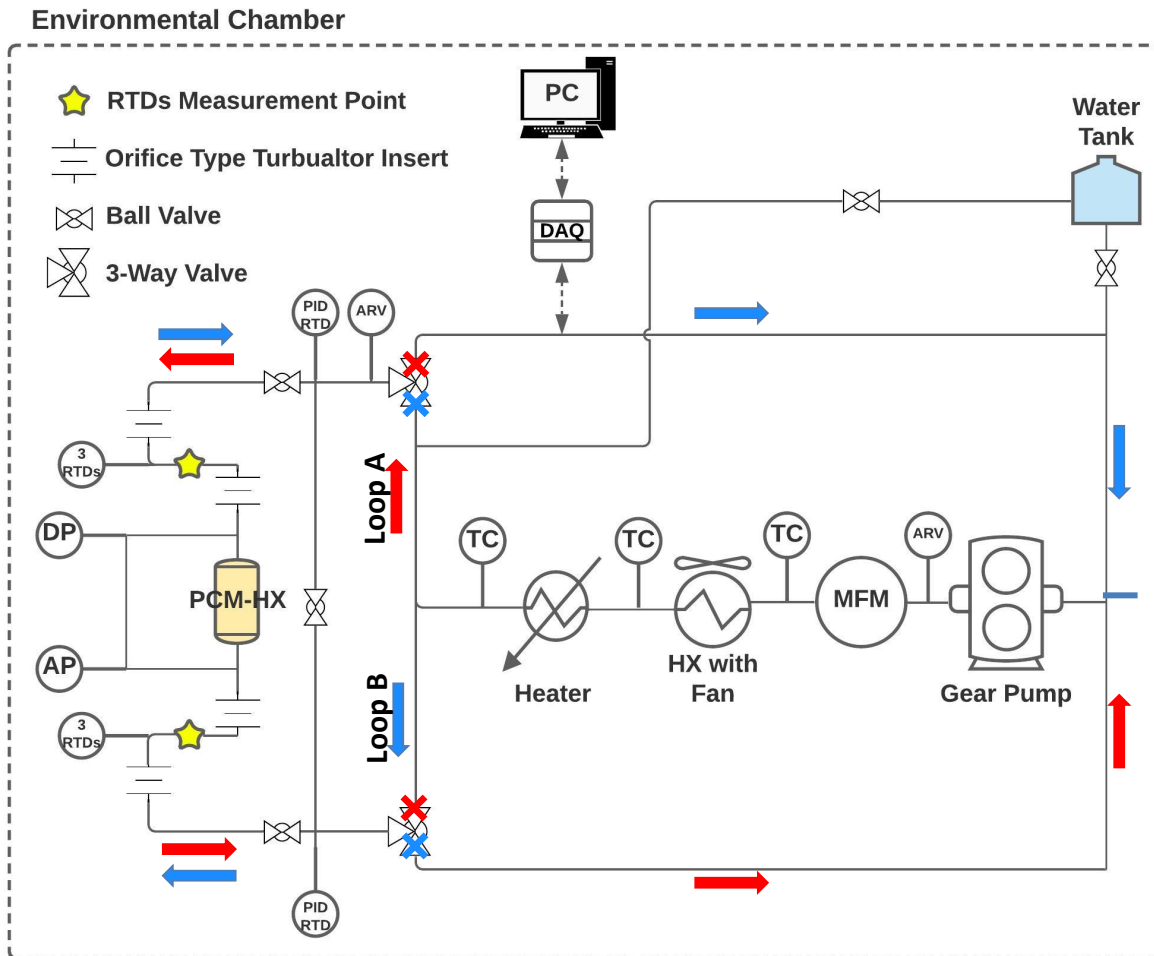 Environmental Chamber
RTDs Measurement Point
Orifice Type Turbualtor Insert
Ball Valve
3-Way Valve
PC
DAQ
Water
Tank
PID
RTD
ARV
3
RTDs
DP
PCM-HX
AP
3
RTDs
PID
RTD
Loop A
Loop B
TC
Heater
TC
HX with
Fan
TC
MFM
ARV
Gear Pump